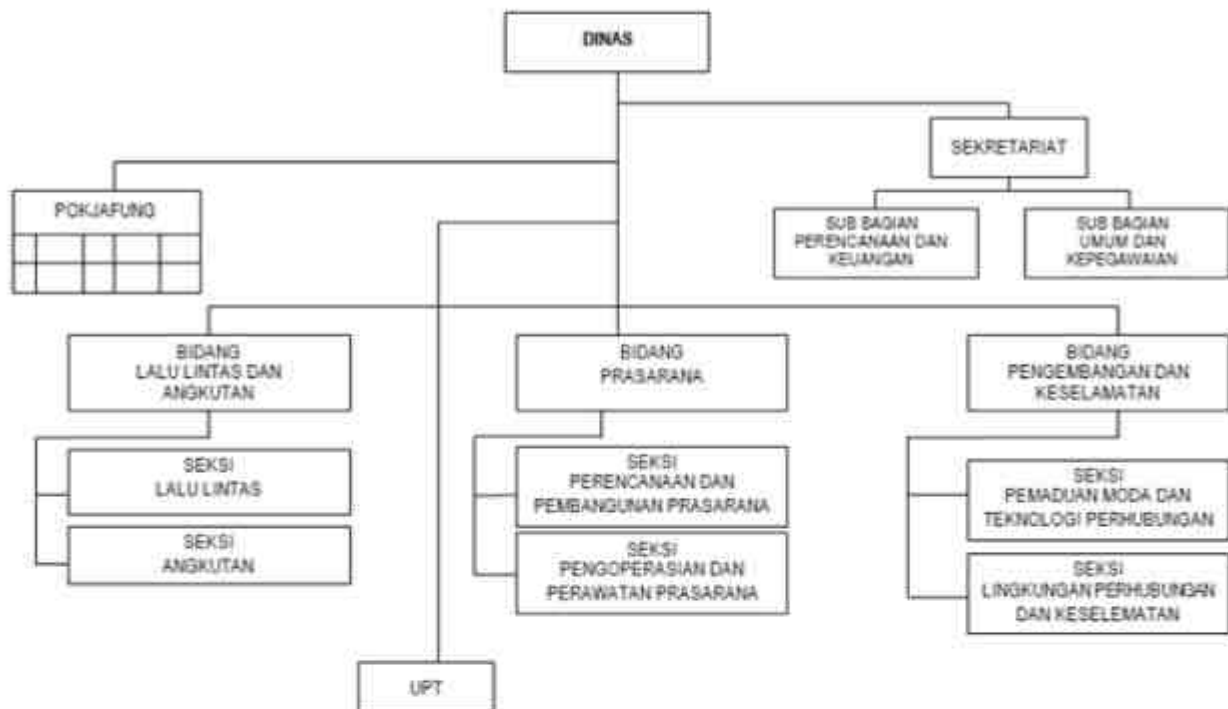 DINAS
SEKRETARIAT
POKJAFUNG
SUB BAGIAN
PERENCANAAN DAN
KEUANGAN
SUB BAGIAN
UMUM DAN
KEPEGAWAIAN
BIDANG
LALU LINTAS DAN
ANGKUTAN
BIDANG
PRASARANA
BIDANG
PENGEMBANGAN DAN
KESELAMATAN
SEKSI
LALU LINTAS
SEKSI
ANGKUTAN
SEKSI
PERENCANAAN DAN
PEMBANGUNAN PRASARANA
SEKSI
PENGOPERASIAN DAN
PERAWATAN PRASARANA
SEKSI
PEMADUAN MODA DAN
TEKNOLOGI PERHUBUNGAN
SEKSI
LINGKUNGAN PERHUBUNGAN
DAN KESELEMATAN
UPT